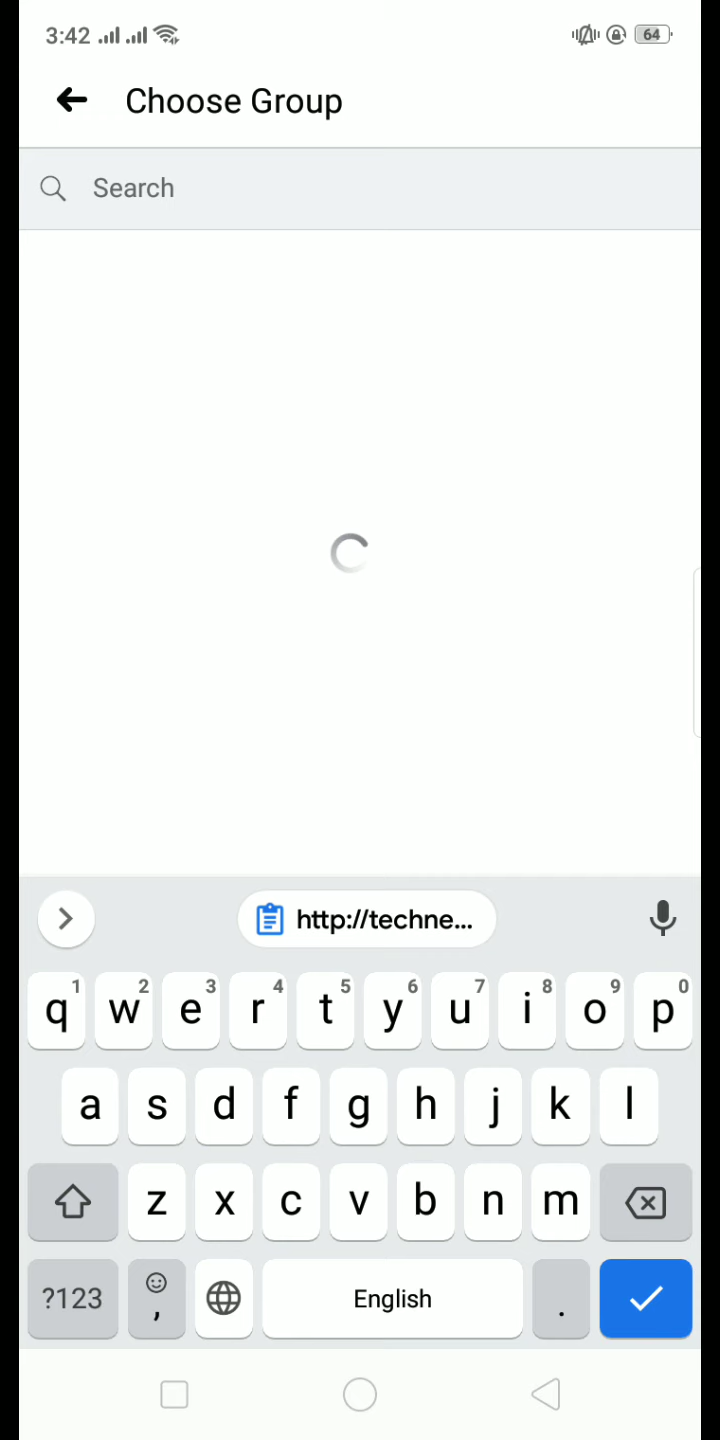 3:42
64
Choose Group
Search
http://techne...
q1 w2 e3 r4 t5 y6 u7 i8 o9 p0
a s d f g h j k l
z x c v b n m
?123 , English .